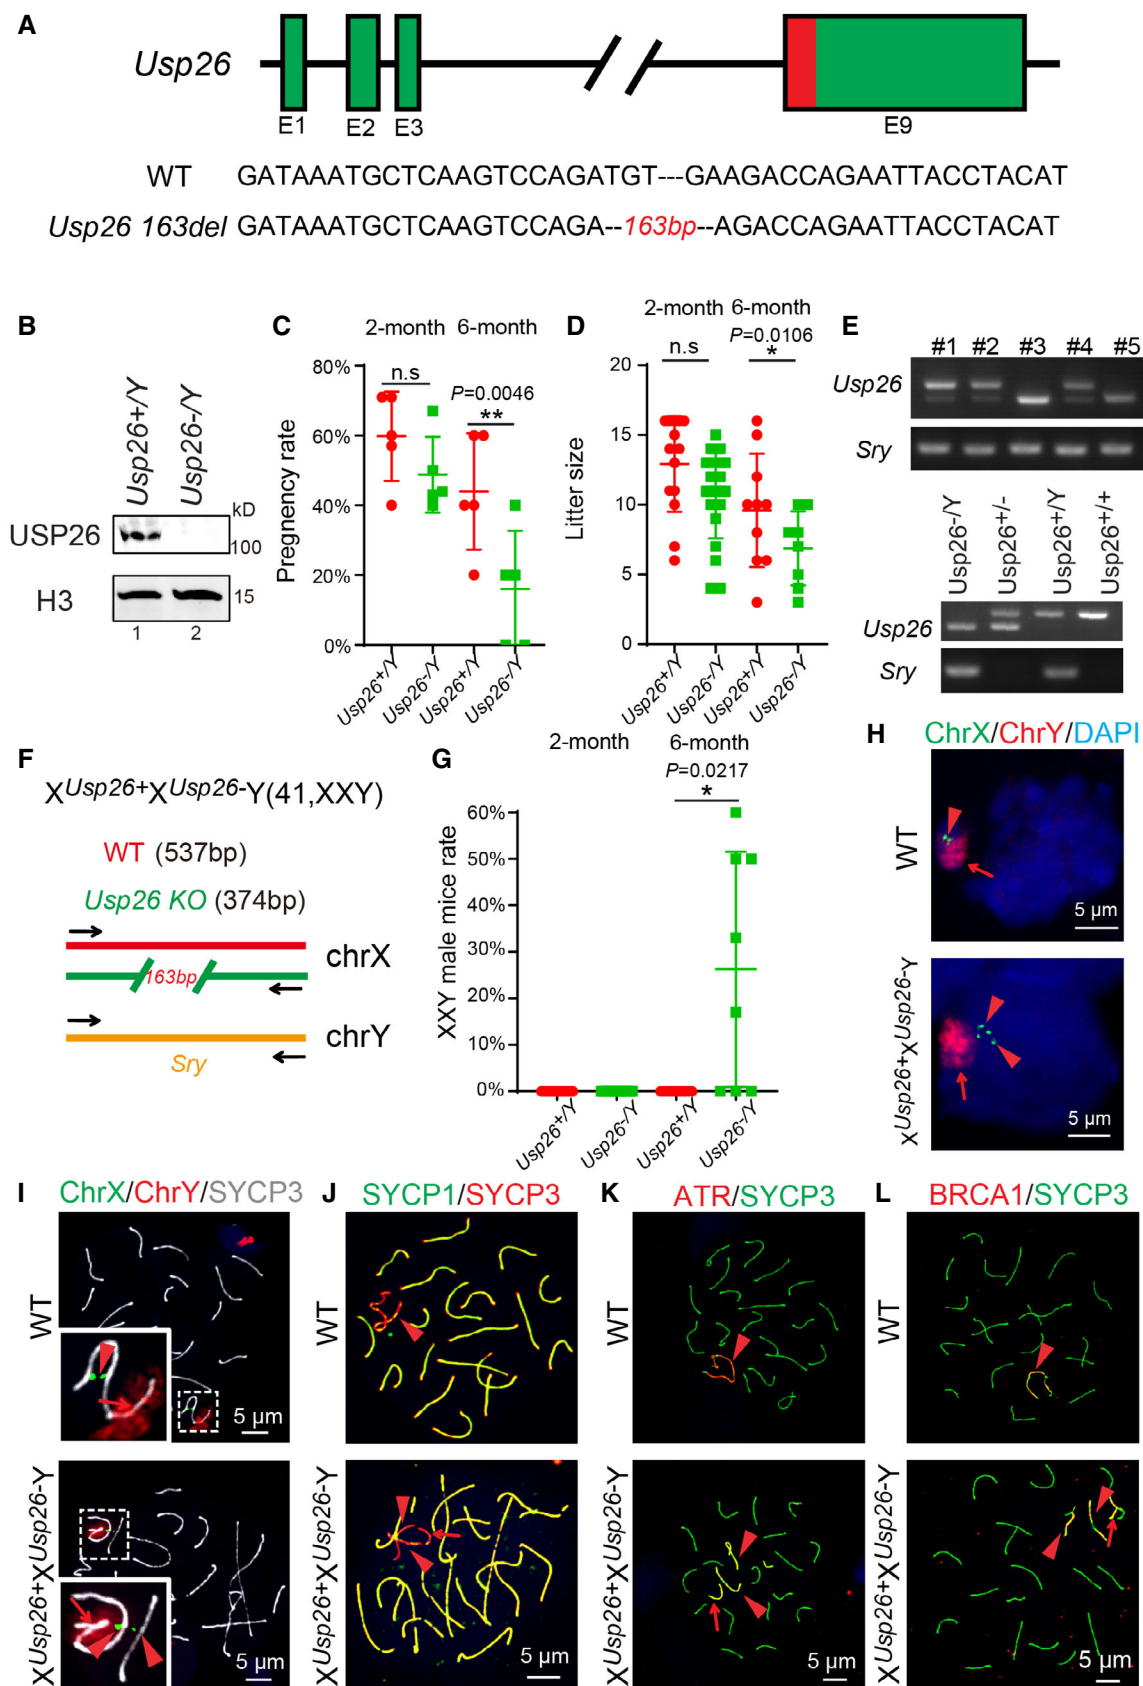 A
Usp26
E1 E2 E3 E9
WT GATAAATGCTCAAGTCCAGATGT---GAAGACCAGAATTACCTACAT
Usp26 163del GATAAATGCTCAAGTCCAGA--163bp--AGACCAGAATTACCTACAT
B
Usp26+/Y
Usp26-/Y
kD
USP26
100
H3
15
1 2
C
2-month 6-month
n.s
P=0.0046
**
Pregnency rate
80%
60%
40%
20%
0%
Usp26+/Y
Usp26-/Y
Usp26+/Y
Usp26-/Y
D
2-month 6-month
n.s
P=0.0106
*
Litter size
20
15
10
5
0
Usp26+/Y
Usp26-/Y
Usp26+/Y
Usp26-/Y
E
#1 #2 #3 #4 #5
Usp26
Sry
Usp26-/Y
Usp26+/-
Usp26+/Y
Usp26+/+
Usp26
Sry
F
XUsp26+XUsp26-Y(41,XXY)
WT (537bp)
Usp26 KO (374bp)
chrX
163bp
chrY
Sry
G
2-month 6-month
P=0.0217
*
XXY male mice rate
60%
50%
40%
30%
20%
10%
0%
Usp26+/Y
Usp26-/Y
Usp26+/Y
Usp26-/Y
H
ChrX/ChrY/DAPI
WT
5 µm
XUsp26+XUsp26-Y
5 µm
I
ChrX/ChrY/SYCP3
WT
5 µm
XUsp26+XUsp26-Y
5 µm
J
SYCP1/SYCP3
WT
5 µm
XUsp26+XUsp26-Y
5 µm
K
ATR/SYCP3
WT
5 µm
XUsp26+XUsp26-Y
5 µm
L
BRCA1/SYCP3
WT
5 µm
XUsp26+XUsp26-Y
5 µm